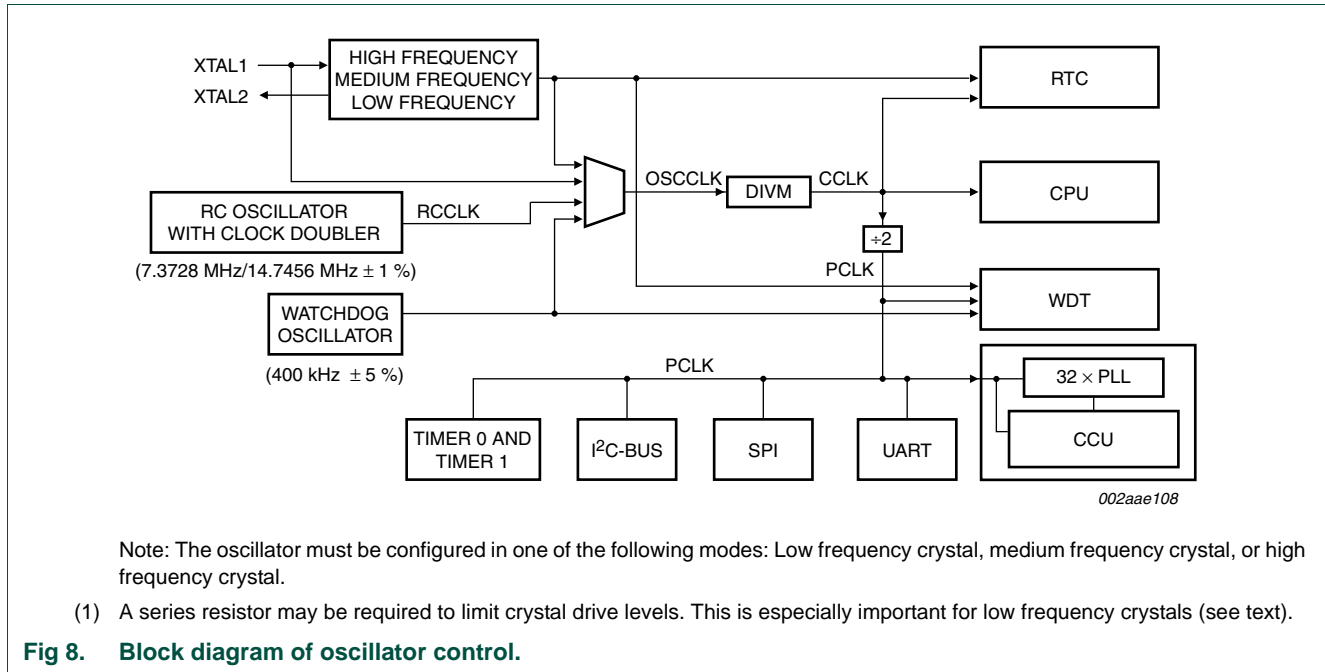 XTAL1
XTAL2
HIGH FREQUENCY
MEDIUM FREQUENCY
LOW FREQUENCY
RTC
OSCCLK
DIVM
CCLK
CPU
RC OSCILLATOR
WITH CLOCK DOUBLER
RCCLK
(7.3728 MHz/14.7456 MHz ± 1 %)
÷2
PCLK
WDT
WATCHDOG
OSCILLATOR
(400 kHz ± 5 %)
PCLK
32 × PLL
CCU
TIMER 0 AND
TIMER 1
I²C-BUS
SPI
UART
002aae108
Note: The oscillator must be configured in one of the following modes: Low frequency crystal, medium frequency crystal, or high
frequency crystal.
(1) A series resistor may be required to limit crystal drive levels. This is especially important for low frequency crystals (see text).
Fig 8. Block diagram of oscillator control.